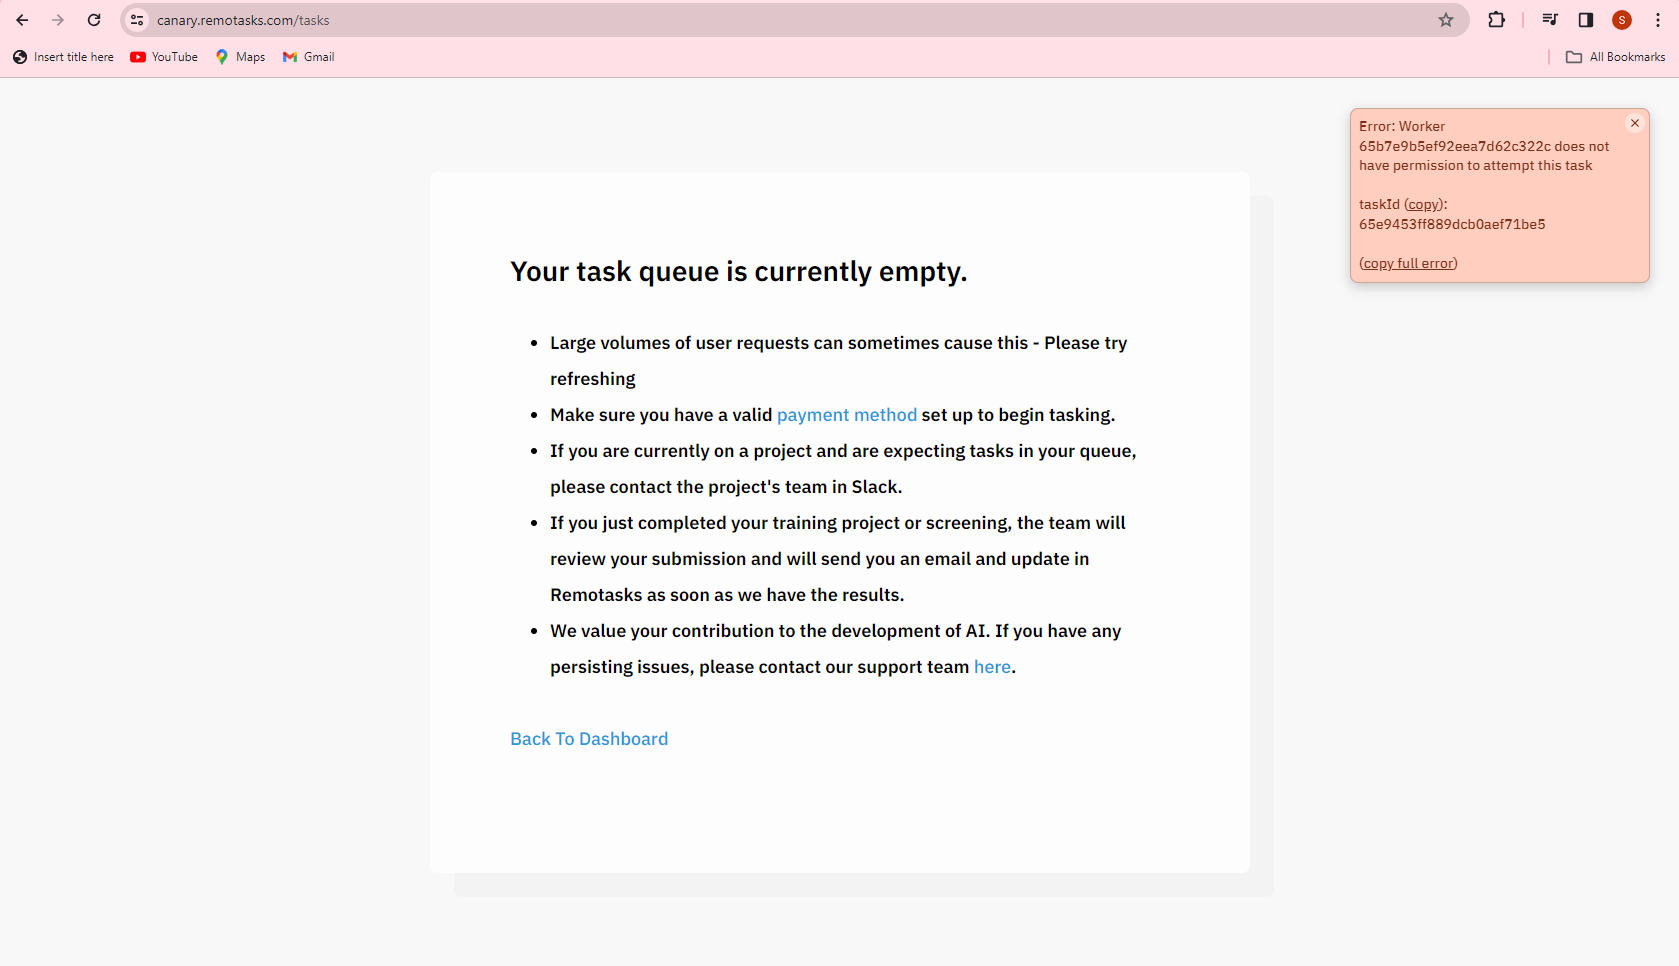 canary.remotasks.com/tasks
S
Insert title here
YouTube
Maps
Gmail
All Bookmarks
Error: Worker
65b7e9b5ef92eea7d62c322c does not
have permission to attempt this task
taskId (copy):
65e9453ff889dcb0aef71be5
(copy full error)
Your task queue is currently empty.
Large volumes of user requests can sometimes cause this - Please try
refreshing
Make sure you have a valid payment method set up to begin tasking.
If you are currently on a project and are expecting tasks in your queue,
please contact the project's team in Slack.
If you just completed your training project or screening, the team will
review your submission and will send you an email and update in
Remotasks as soon as we have the results.
We value your contribution to the development of AI. If you have any
persisting issues, please contact our support team here.
Back To Dashboard